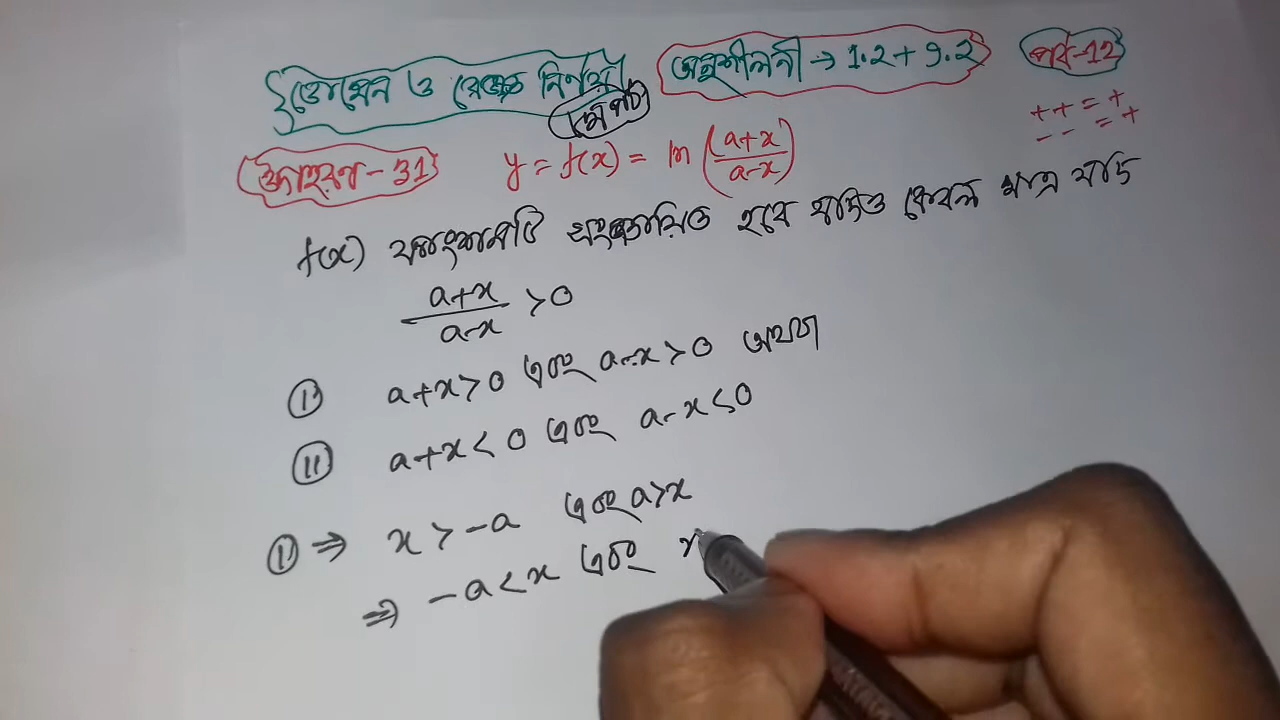 ডোমেন ও রেঞ্জ নির্ণয় অনুশীলনী → 1.2 + 9.2 পর্ব-12
উদাহরণ - 31 y = f(x) = ln (a+x/a-x) + + = +
- - = +
f(x) ফাংশনটি সংজ্ঞায়িত হবে যদিও কেবল মাত্র যদি
a+x/a-x > 0
(i) a+x>0 এবং a-x>0 অথবা
(ii) a+x<0 এবং a-x<0
(i) ⇒ x > -a এবং a>x
⇒ -a<x এবং x